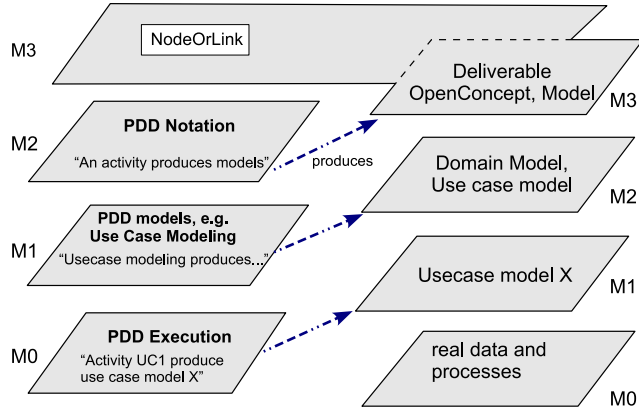 M3
NodeOrLink
Deliverable
OpenConcept, Model
M3
M2
PDD Notation
“An activity produces models”
produces
Domain Model,
Use case model
M2
M1
PDD models, e.g.
Use Case Modeling
“Usecase modeling produces...”
Usecase model X
M1
M0
PDD Execution
“Activity UC1 produce
use case model X”
real data and
processes
M0